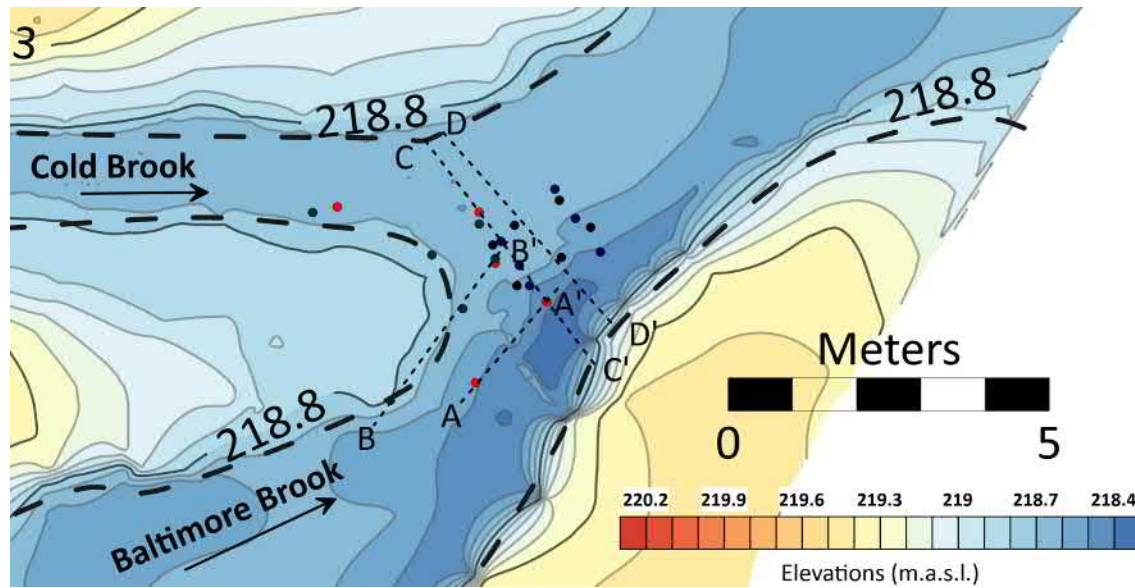 3
218.8
218.8
D
C
Cold Brook
B'
A'
D'
C'
Meters
218.8
A
B
0
5
Baltimore Brook
220.2 219.9 219.6 219.3 219 218.7 218.4
Elevations (m.a.s.l.)